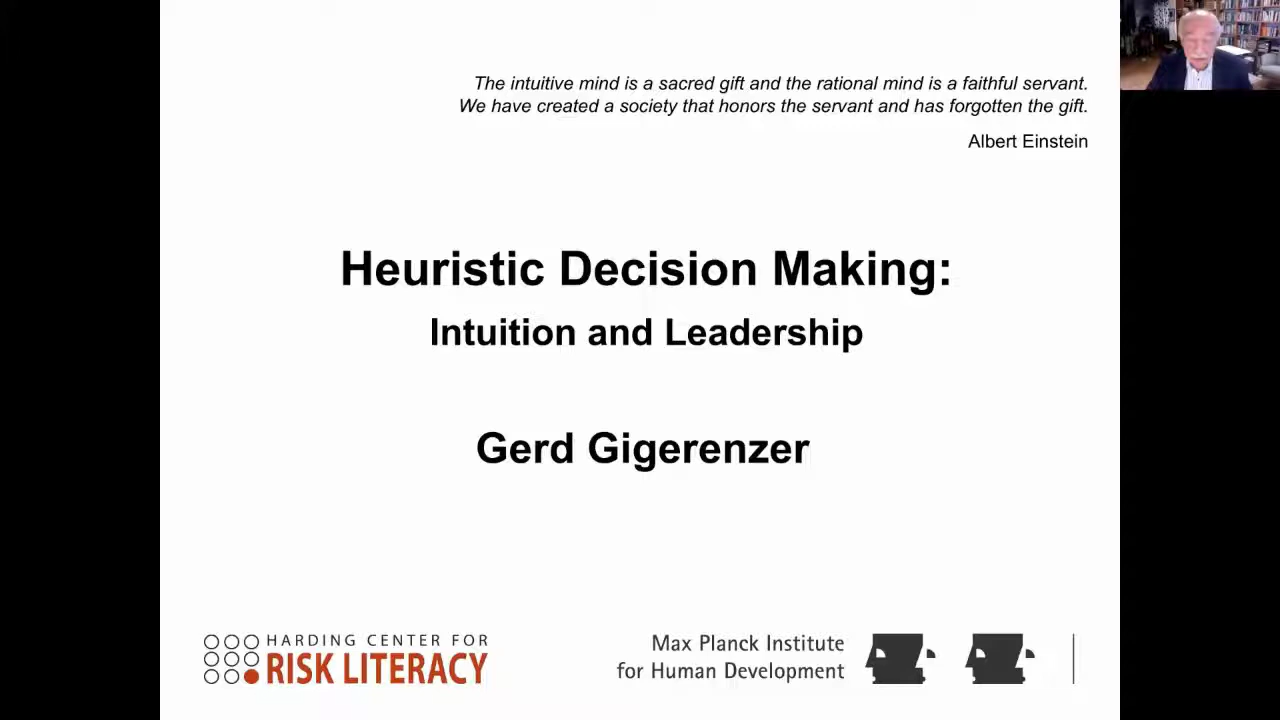 The intuitive mind is a sacred gift and the rational mind is a faithful servant.
We have created a society that honors the servant and has forgotten the gift.
Albert Einstein
Heuristic Decision Making:
Intuition and Leadership
Gerd Gigerenzer
HARDING CENTER FOR
RISK LITERACY
Max Planck Institute
for Human Development